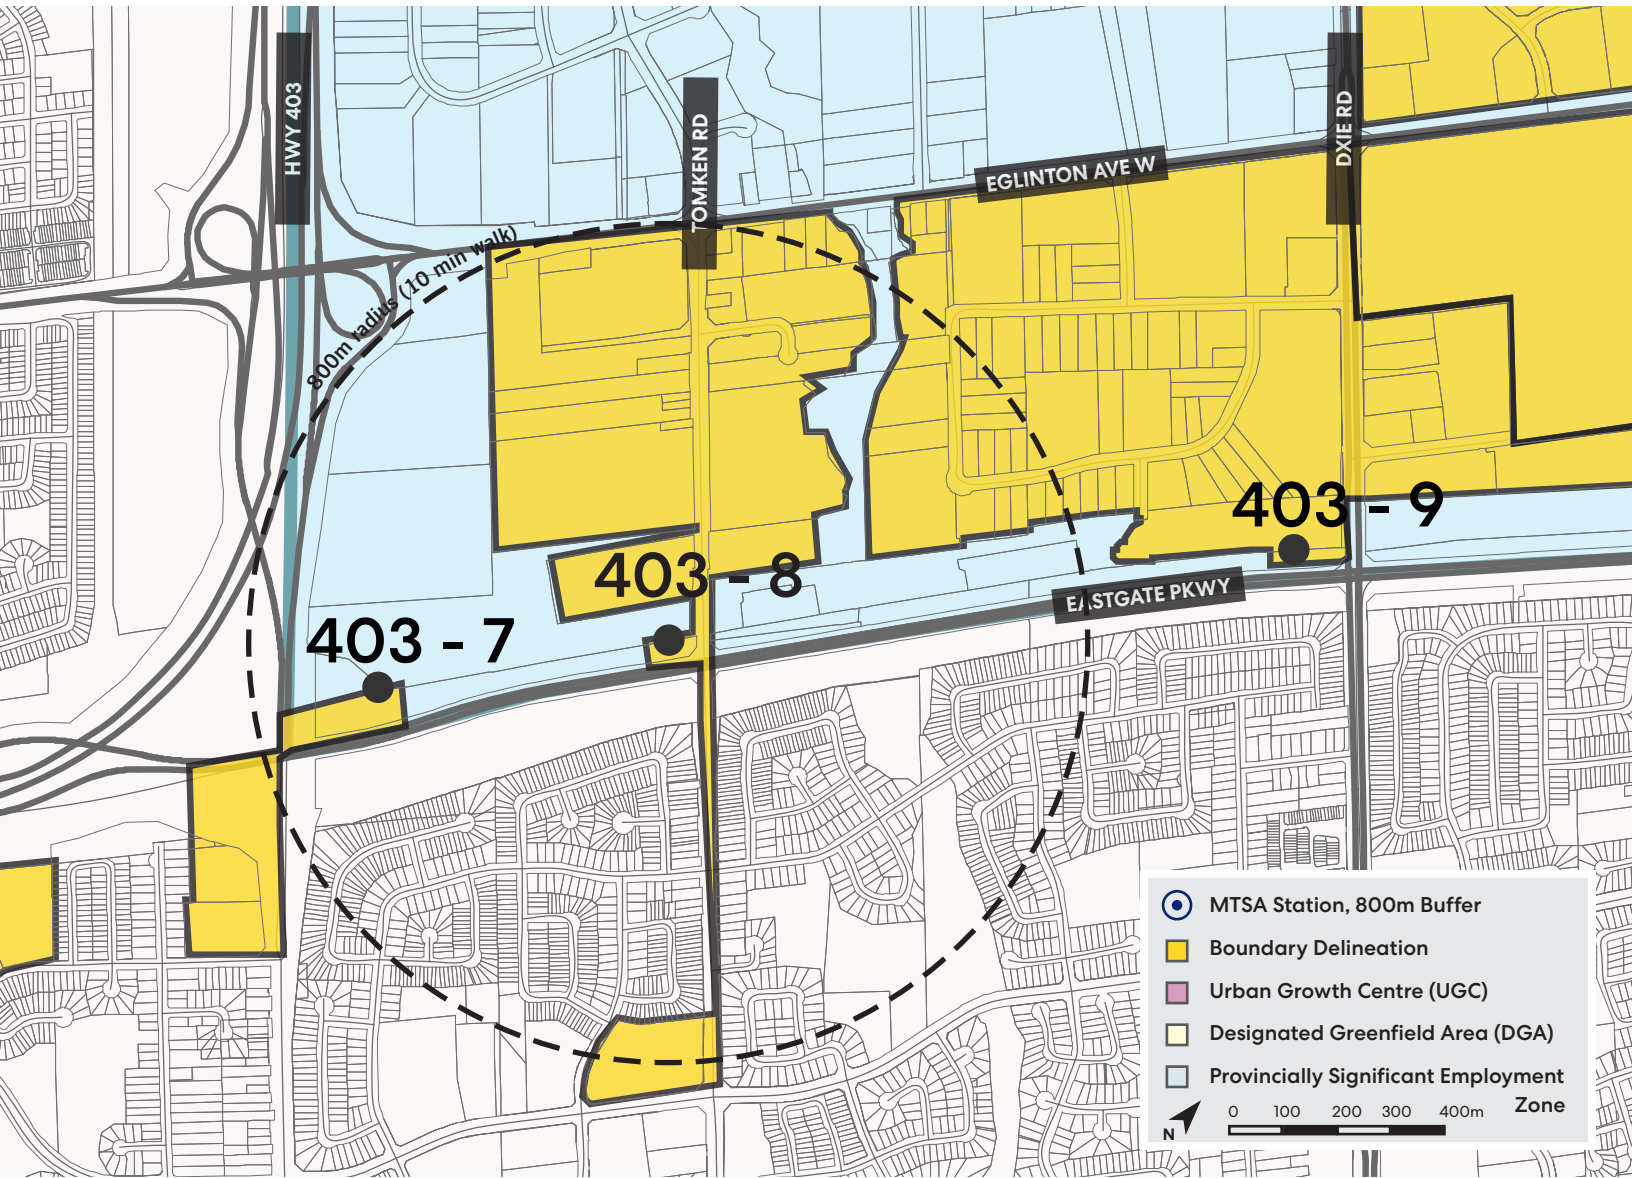 HWY 403
TOMKEN RD
DXIE RD
EGLINTON AVE W
800m radius (10 min walk)
403 - 9
403 - 8
EASTGATE PKWY
403 - 7
MTSA Station, 800m Buffer
Boundary Delineation
Urban Growth Centre (UGC)
Designated Greenfield Area (DGA)
Provincially Significant Employment
Zone
0 100 200 300 400m
N